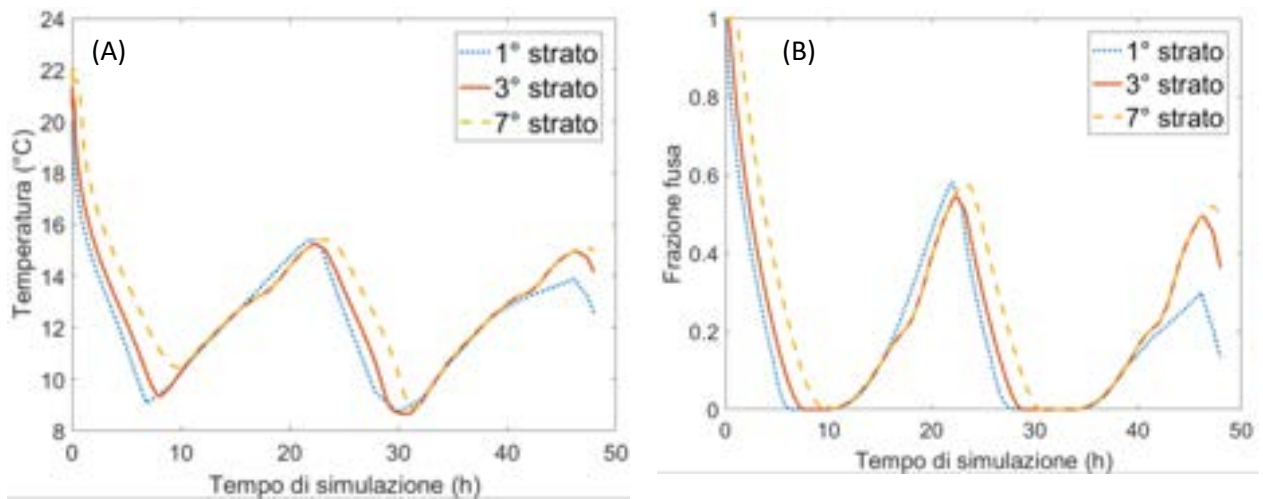 (A)
1° strato
3° strato
7° strato
Temperatura (°C)
24
22
20
18
16
14
12
10
8
0 10 20 30 40 50
Tempo di simulazione (h)
(B)
1° strato
3° strato
7° strato
Frazione fusa
1
0.8
0.6
0.4
0.2
0
0 10 20 30 40 50
Tempo di simulazione (h)